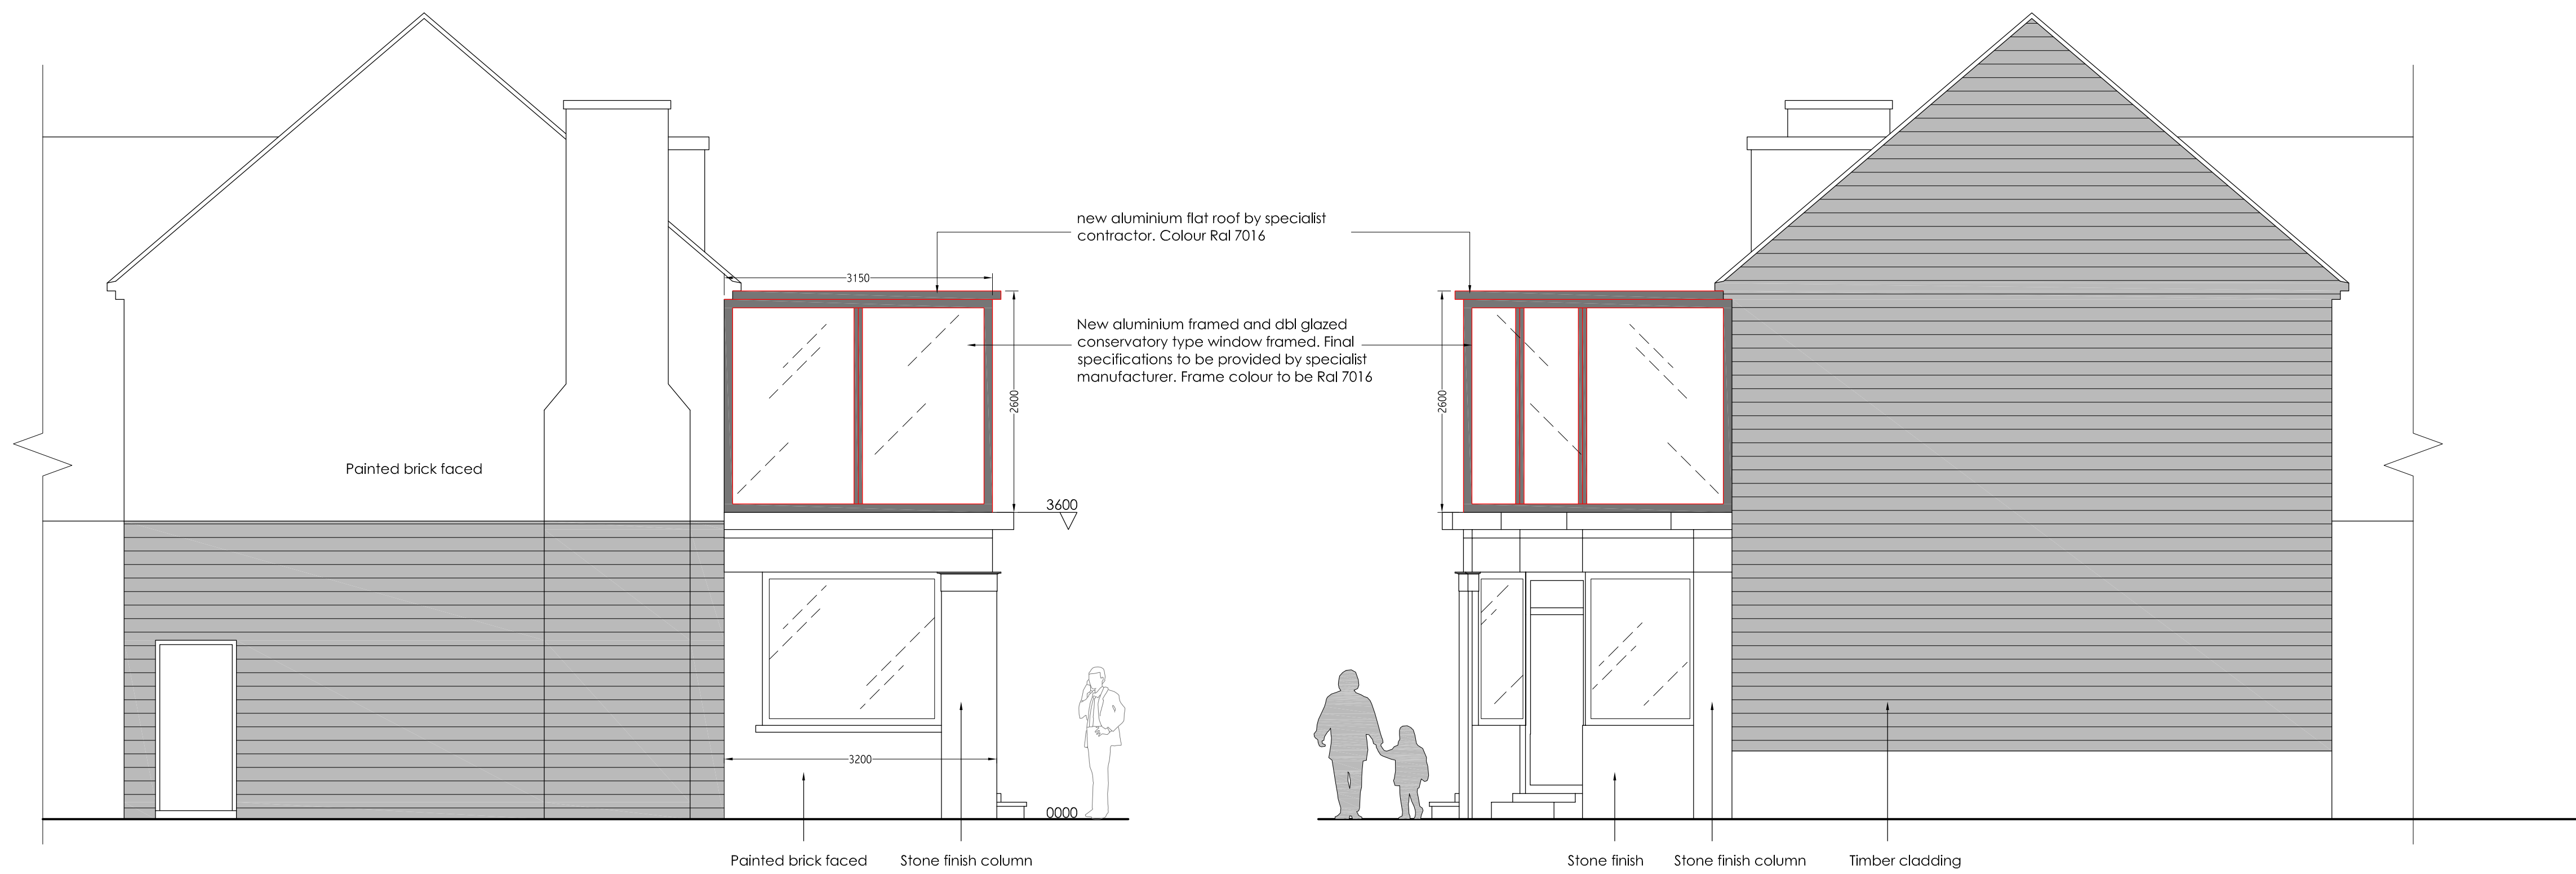 new aluminium flat roof by specialist
contractor. Colour Ral 7016
3150
New aluminium framed and dbl glazed
conservatory type window framed. Final
specifications to be provided by specialist
manufacturer. Frame colour to be Ral 7016
2600
2600
Painted brick faced
3600
3200
0000
Painted brick faced
Stone finish column
Stone finish
Stone finish column
Timber cladding